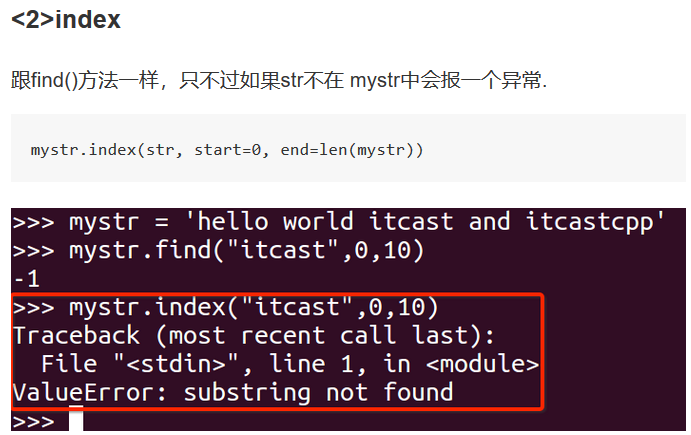 <2>index
跟find()方法一样，只不过如果str不在 mystr中会报一个异常.
mystr.index(str, start=0, end=len(mystr))
>>> mystr = 'hello world itcast and itcastcpp'
>>> mystr.find("itcast",0,10)
-1
>>> mystr.index("itcast",0,10)
Traceback (most recent call last):
  File "<stdin>", line 1, in <module>
ValueError: substring not found
>>>